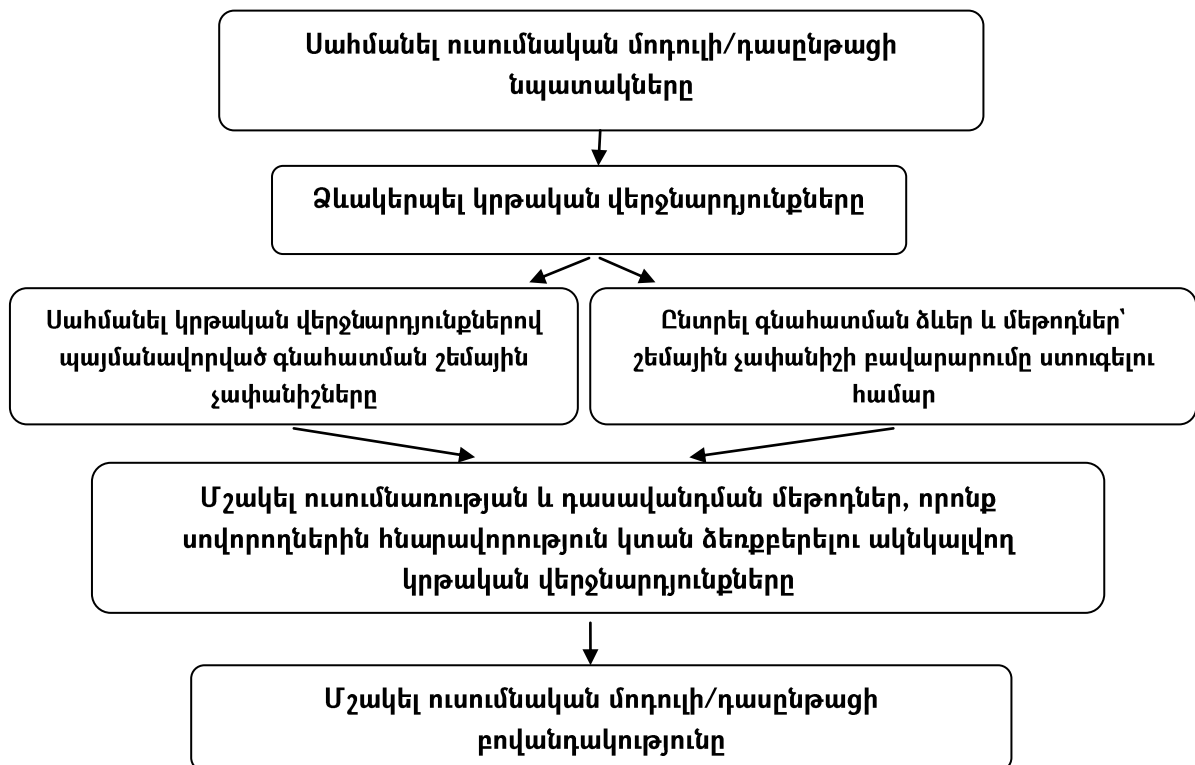 Սահմանել ուսումնական մոդուլի/դասընթացի
նպատակները
Ձևակերպել կրթական վերջնարդյունքները
Սահմանել կրթական վերջնարդյունքներով
պայմանավորված գնահատման շեմային
չափանիշները
Ընտրել գնահատման ձևեր և մեթոդներ՝
շեմային չափանիշի բավարարումը ստուգելու
համար
Մշակել ուսումնառության և դասավանդման մեթոդներ, որոնք
սովորողներին հնարավորություն կտան ձեռքբերելու ակնկալվող
կրթական վերջնարդյունքները
Մշակել ուսումնական մոդուլի/դասընթացի
բովանդակությունը